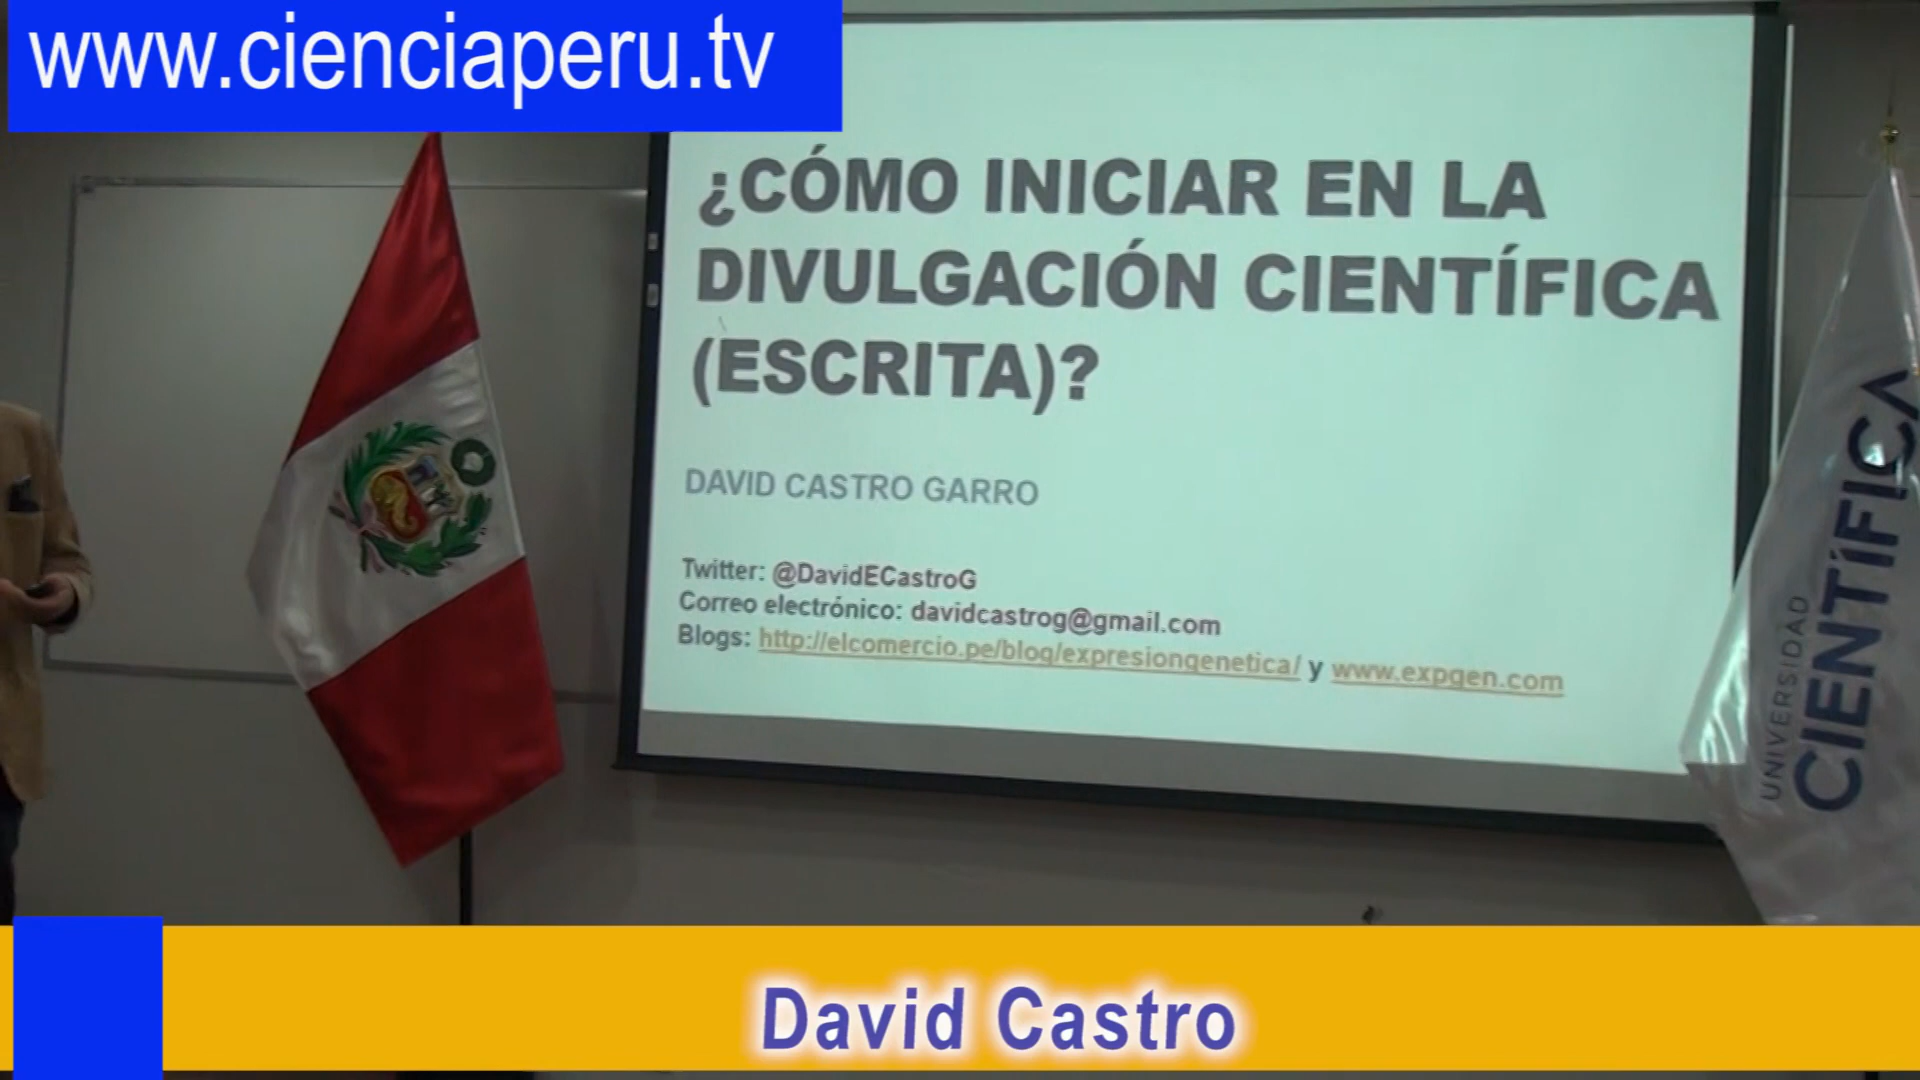 www.cienciaperu.tv
¿CÓMO INICIAR EN LA
DIVULGACIÓN CIENTÍFICA
(ESCRITA)?
DAVID CASTRO GARRO
Twitter: @DavidECastroG
Correo electrónico: davidcastrog@gmail.com
Blogs: http://elcomercio.pe/blog/expresiongenetica/ y www.expgen.com
UNIVERSIDAD
CIENTÍFICA
David Castro